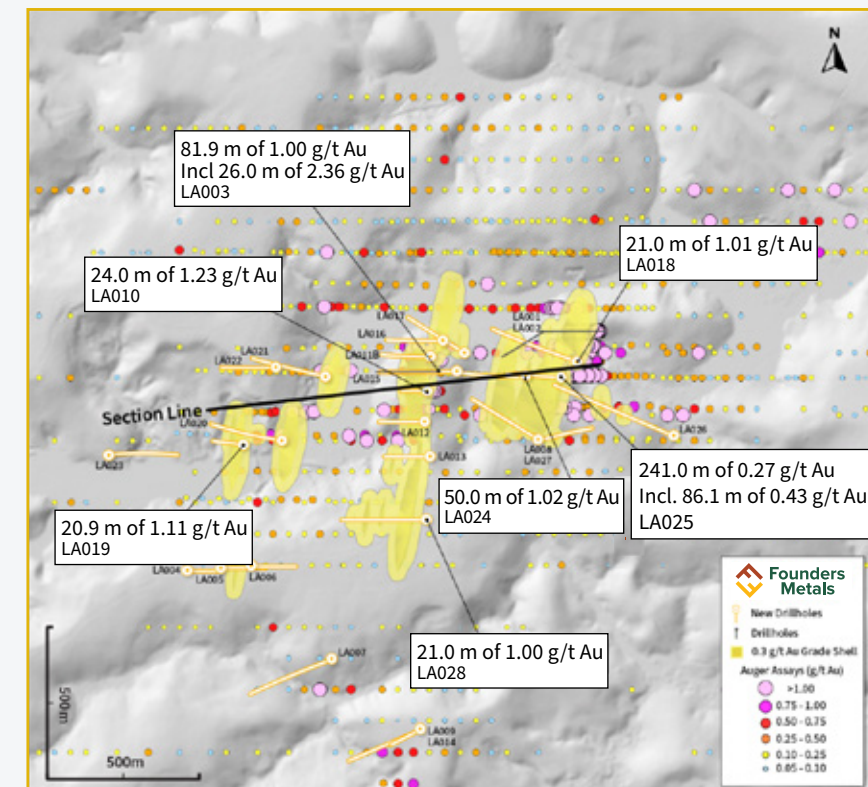 N
81.9 m of 1.00 g/t Au
Incl 26.0 m of 2.36 g/t Au
LA003
21.0 m of 1.01 g/t Au
LA018
24.0 m of 1.23 g/t Au
LA010
LA017
LA001
LA002
LA016
LA011B
LA021
LA022
LA015
Section Line
LA020
LA012
LA026
LA008
LA027
LA023
LA013
241.0 m of 0.27 g/t Au
Incl. 86.1 m of 0.43 g/t Au
LA025
50.0 m of 1.02 g/t Au
LA024
20.9 m of 1.11 g/t Au
LA019
LA004
LA005
LA006
Founders
Metals
New Drillholes
Drillholes
0.3 g/t Au Grade Shell
Auger Assays (g/t Au)
>1.00
0.75 - 1.00
0.50 - 0.75
0.25 - 0.50
0.10 - 0.25
0.05 - 0.10
21.0 m of 1.00 g/t Au
LA028
LA007
LA009
LA014
500m
500m